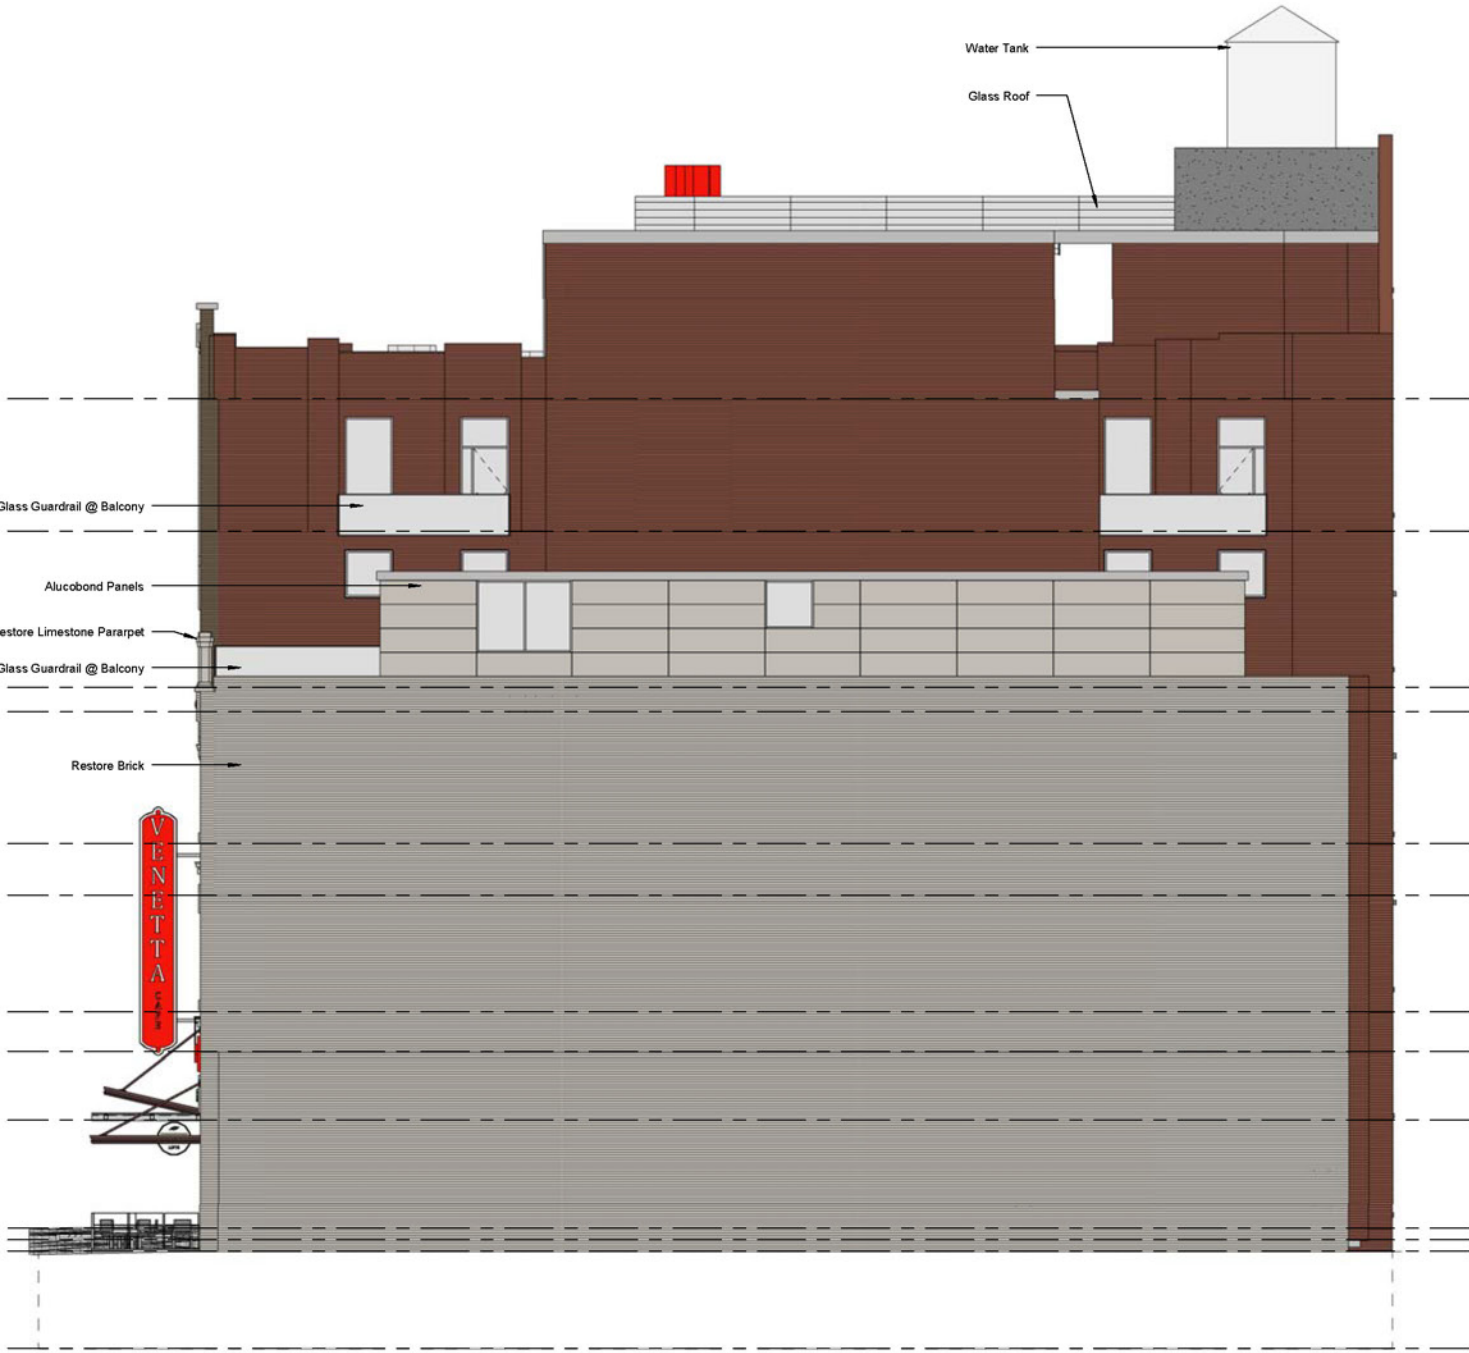 Water Tank
Glass Roof
Glass Guardrail @ Balcony
Alucobond Panels
estore Limestone Pararpet
Glass Guardrail @ Balcony
Restore Brick
VENETTA